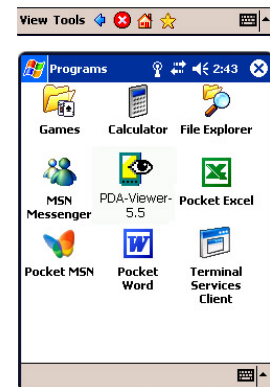 View Tools
Programs 2:43
Games Calculator File Explorer
MSN Messenger PDA-Viewer-5.5 Pocket Excel
Pocket MSN Pocket Word Terminal Services Client